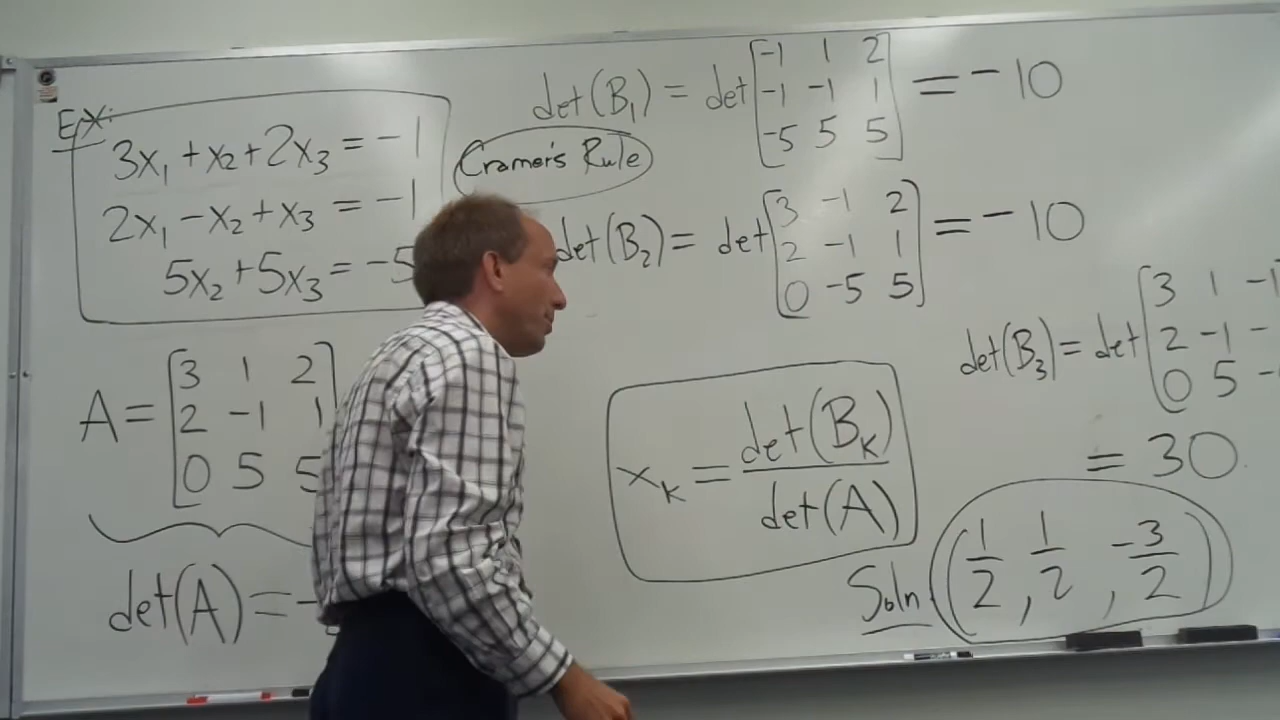 EX:
3x₁ + x₂ + 2x₃ = -1
2x₁ - x₂ + x₃ = -1
5x₂ + 5x₃ = -5
A = [3 1 2
2 -1 1
0 5 5
det(A) = -
Cramer's Rule
det(B₁) = det [-1 1 2
-1 -1 1
-5 5 5] = -10
det(B₂) = det [3 -1 2
2 -1 1
0 -5 5] = -10
det(B₃) = det [3 1 -1
2 -1 -
0 5 -
= 30
xₖ = det(Bₖ)
det(A)
Soln (1/2, 1/2, -3/2)